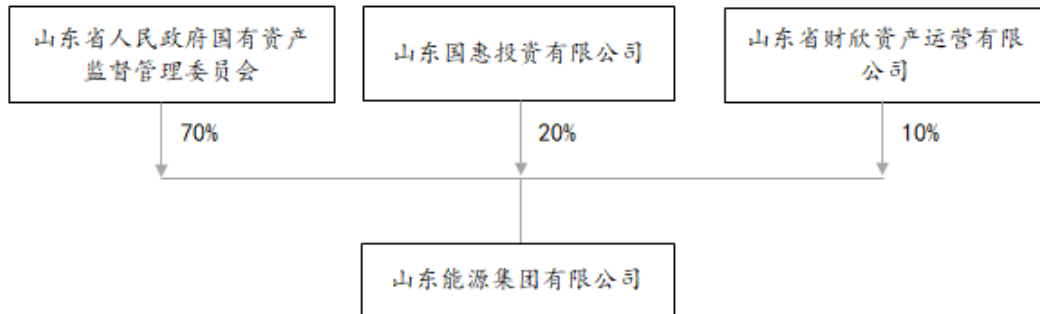 山东省人民政府国有资产
监督管理委员会
山东国惠投资有限公司
山东省财欣资产运营有限
公司
70%
20%
10%
山东能源集团有限公司